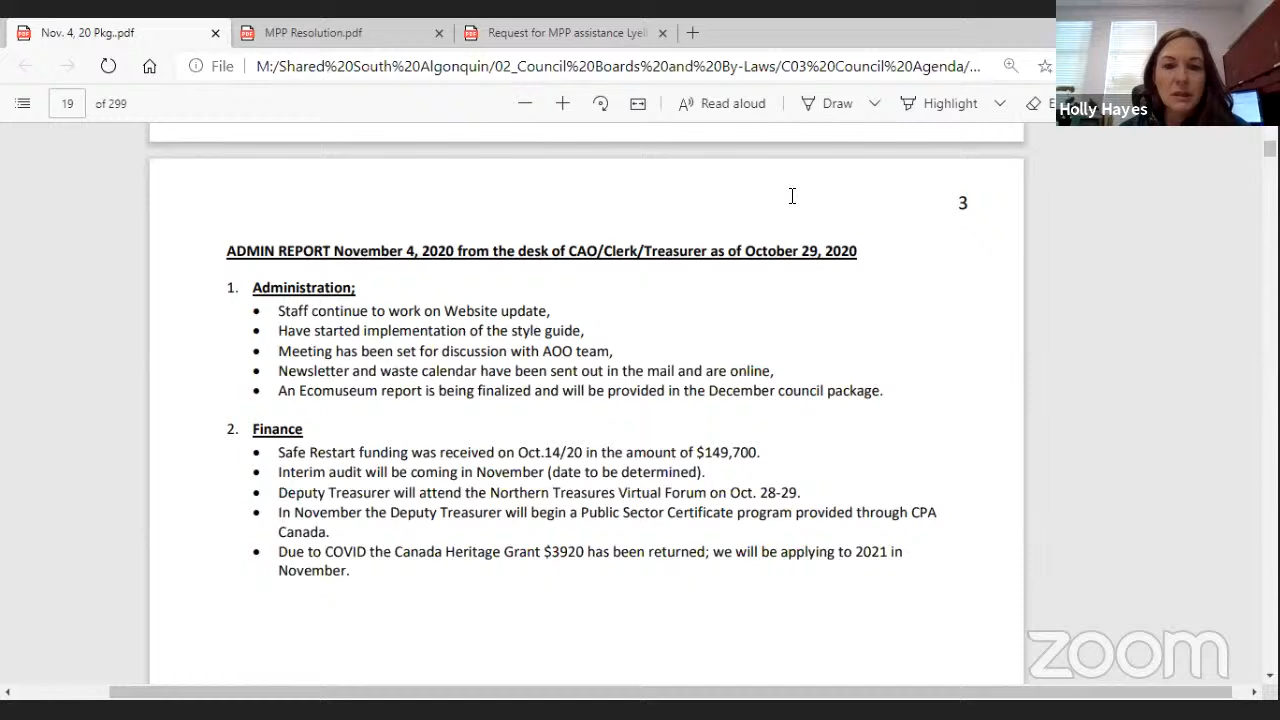 Nov. 4, 20 Pkg..pdf
MPP Resolution.pdf
Request for MPP assistance Lyell
File
M:/Shared%20South%20Algonquin/02_Council%20Boards%20and%20By-Laws/C03%20Council%20Agenda/...
19 of 299
Read aloud
Draw
Highlight
E
Holly Hayes
3
ADMIN REPORT November 4, 2020 from the desk of CAO/Clerk/Treasurer as of October 29, 2020
1. Administration;
• Staff continue to work on Website update,
• Have started implementation of the style guide,
• Meeting has been set for discussion with AOO team,
• Newsletter and waste calendar have been sent out in the mail and are online,
• An Ecomuseum report is being finalized and will be provided in the December council package.
2. Finance
• Safe Restart funding was received on Oct.14/20 in the amount of $149,700.
• Interim audit will be coming in November (date to be determined).
• Deputy Treasurer will attend the Northern Treasures Virtual Forum on Oct. 28-29.
• In November the Deputy Treasurer will begin a Public Sector Certificate program provided through CPA
Canada.
• Due to COVID the Canada Heritage Grant $3920 has been returned; we will be applying to 2021 in
November.
zoom